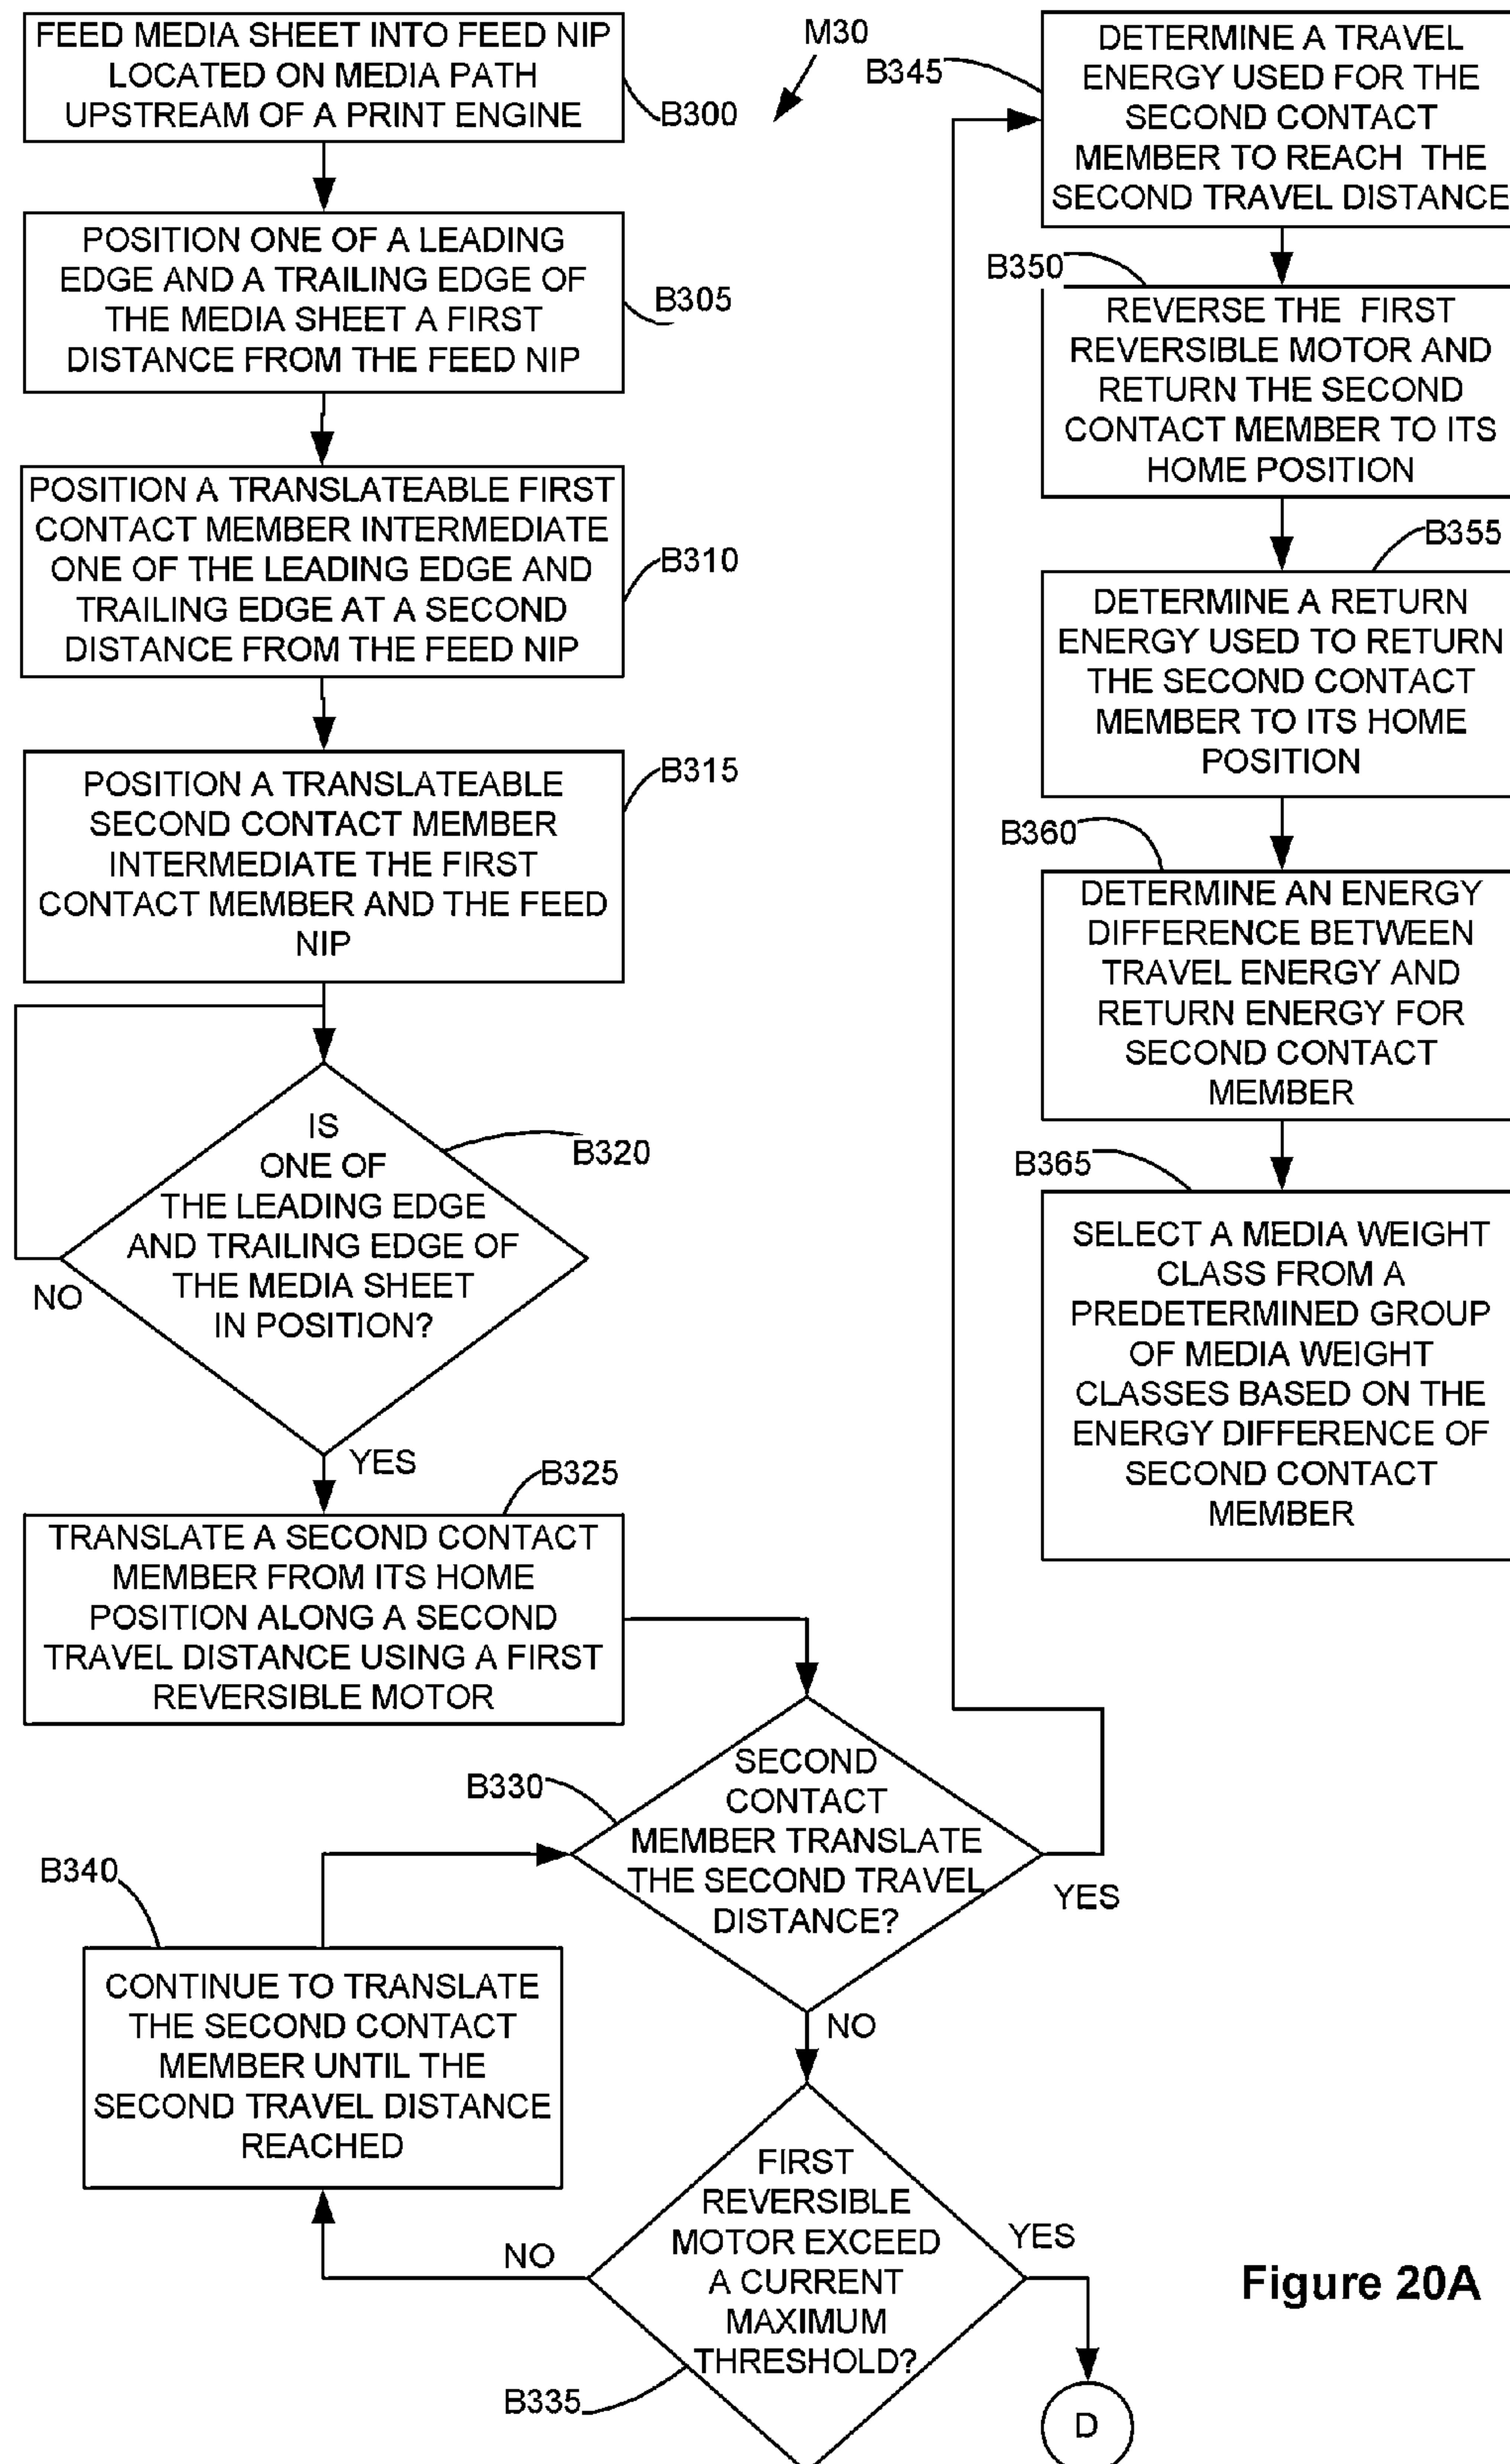 FEED MEDIA SHEET INTO FEED NIP
LOCATED ON MEDIA PATH
UPSTREAM OF A PRINT ENGINE
B300
M30
POSITION ONE OF A LEADING
EDGE AND A TRAILING EDGE OF
THE MEDIA SHEET A FIRST
DISTANCE FROM THE FEED NIP
B305
POSITION A TRANSLATEABLE FIRST
CONTACT MEMBER INTERMEDIATE
ONE OF THE LEADING EDGE AND
TRAILING EDGE AT A SECOND
DISTANCE FROM THE FEED NIP
B310
POSITION A TRANSLATEABLE
SECOND CONTACT MEMBER
INTERMEDIATE THE FIRST
CONTACT MEMBER AND THE FEED
NIP
B315
IS
ONE OF
THE LEADING EDGE
AND TRAILING EDGE OF
THE MEDIA SHEET
IN POSITION?
B320
NO
YES
B325
TRANSLATE A SECOND CONTACT
MEMBER FROM ITS HOME
POSITION ALONG A SECOND
TRAVEL DISTANCE USING A FIRST
REVERSIBLE MOTOR
B330
SECOND
CONTACT
MEMBER TRANSLATE
THE SECOND TRAVEL
DISTANCE?
YES
NO
B340
CONTINUE TO TRANSLATE
THE SECOND CONTACT
MEMBER UNTIL THE
SECOND TRAVEL DISTANCE
REACHED
FIRST
REVERSIBLE
MOTOR EXCEED
A CURRENT
MAXIMUM
THRESHOLD?
NO
YES
B335
D
B345
DETERMINE A TRAVEL
ENERGY USED FOR THE
SECOND CONTACT
MEMBER TO REACH THE
SECOND TRAVEL DISTANCE
B350
REVERSE THE FIRST
REVERSIBLE MOTOR AND
RETURN THE SECOND
CONTACT MEMBER TO ITS
HOME POSITION
B355
DETERMINE A RETURN
ENERGY USED TO RETURN
THE SECOND CONTACT
MEMBER TO ITS HOME
POSITION
B360
DETERMINE AN ENERGY
DIFFERENCE BETWEEN
TRAVEL ENERGY AND
RETURN ENERGY FOR
SECOND CONTACT
MEMBER
B365
SELECT A MEDIA WEIGHT
CLASS FROM A
PREDETERMINED GROUP
OF MEDIA WEIGHT
CLASSES BASED ON THE
ENERGY DIFFERENCE OF
SECOND CONTACT
MEMBER
Figure 20A